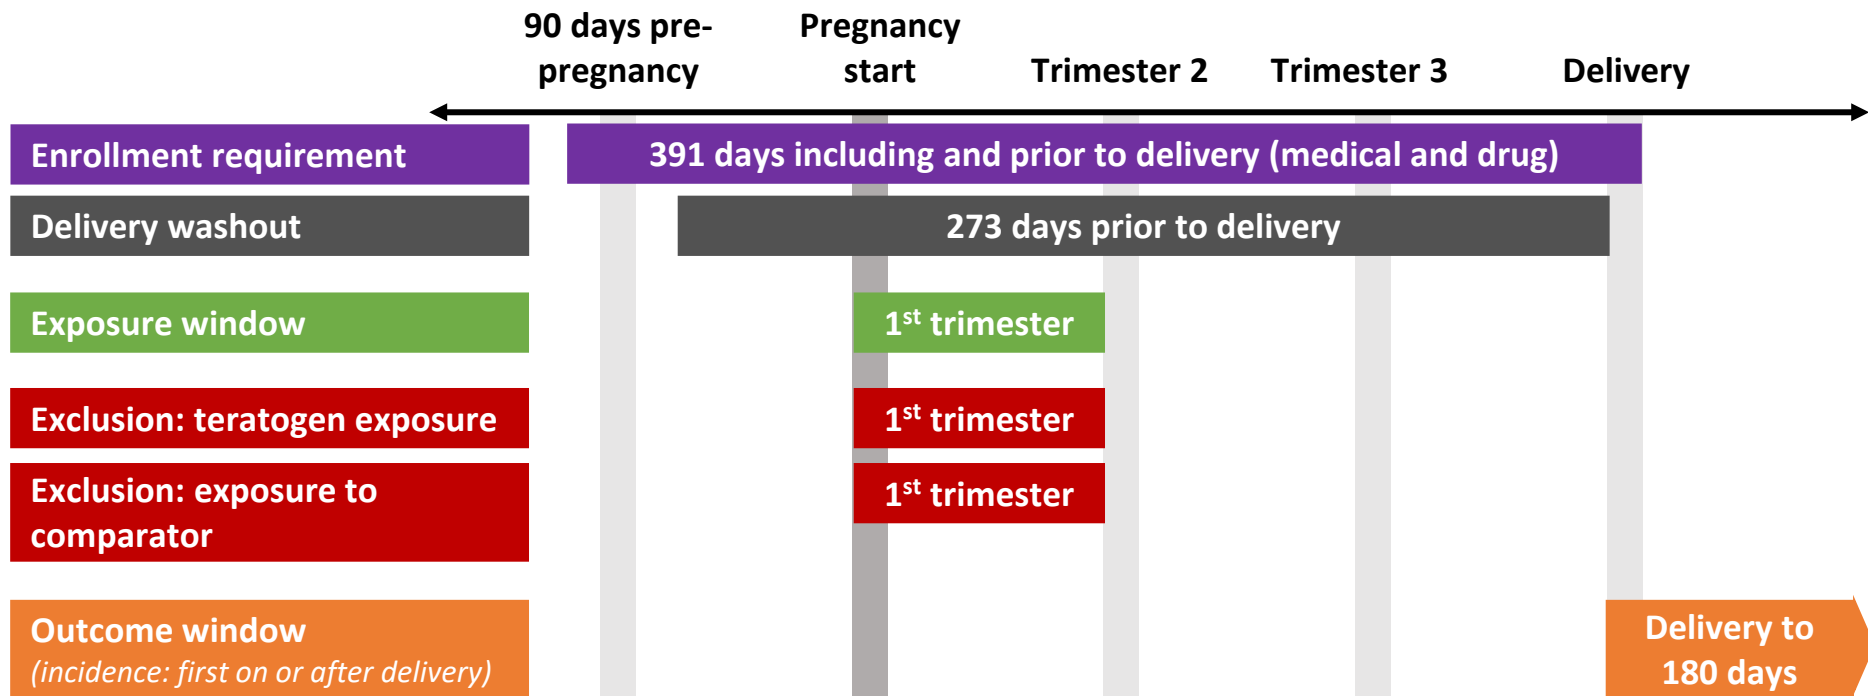 90 days pre-
pregnancy
Pregnancy
start
Trimester 2
Trimester 3
Delivery
Enrollment requirement
391 days including and prior to delivery (medical and drug)
Delivery washout
273 days prior to delivery
Exposure window
1st trimester
Exclusion: teratogen exposure
1st trimester
Exclusion: exposure to
comparator
1st trimester
Outcome window
(incidence: first on or after delivery)
Delivery to
180 days